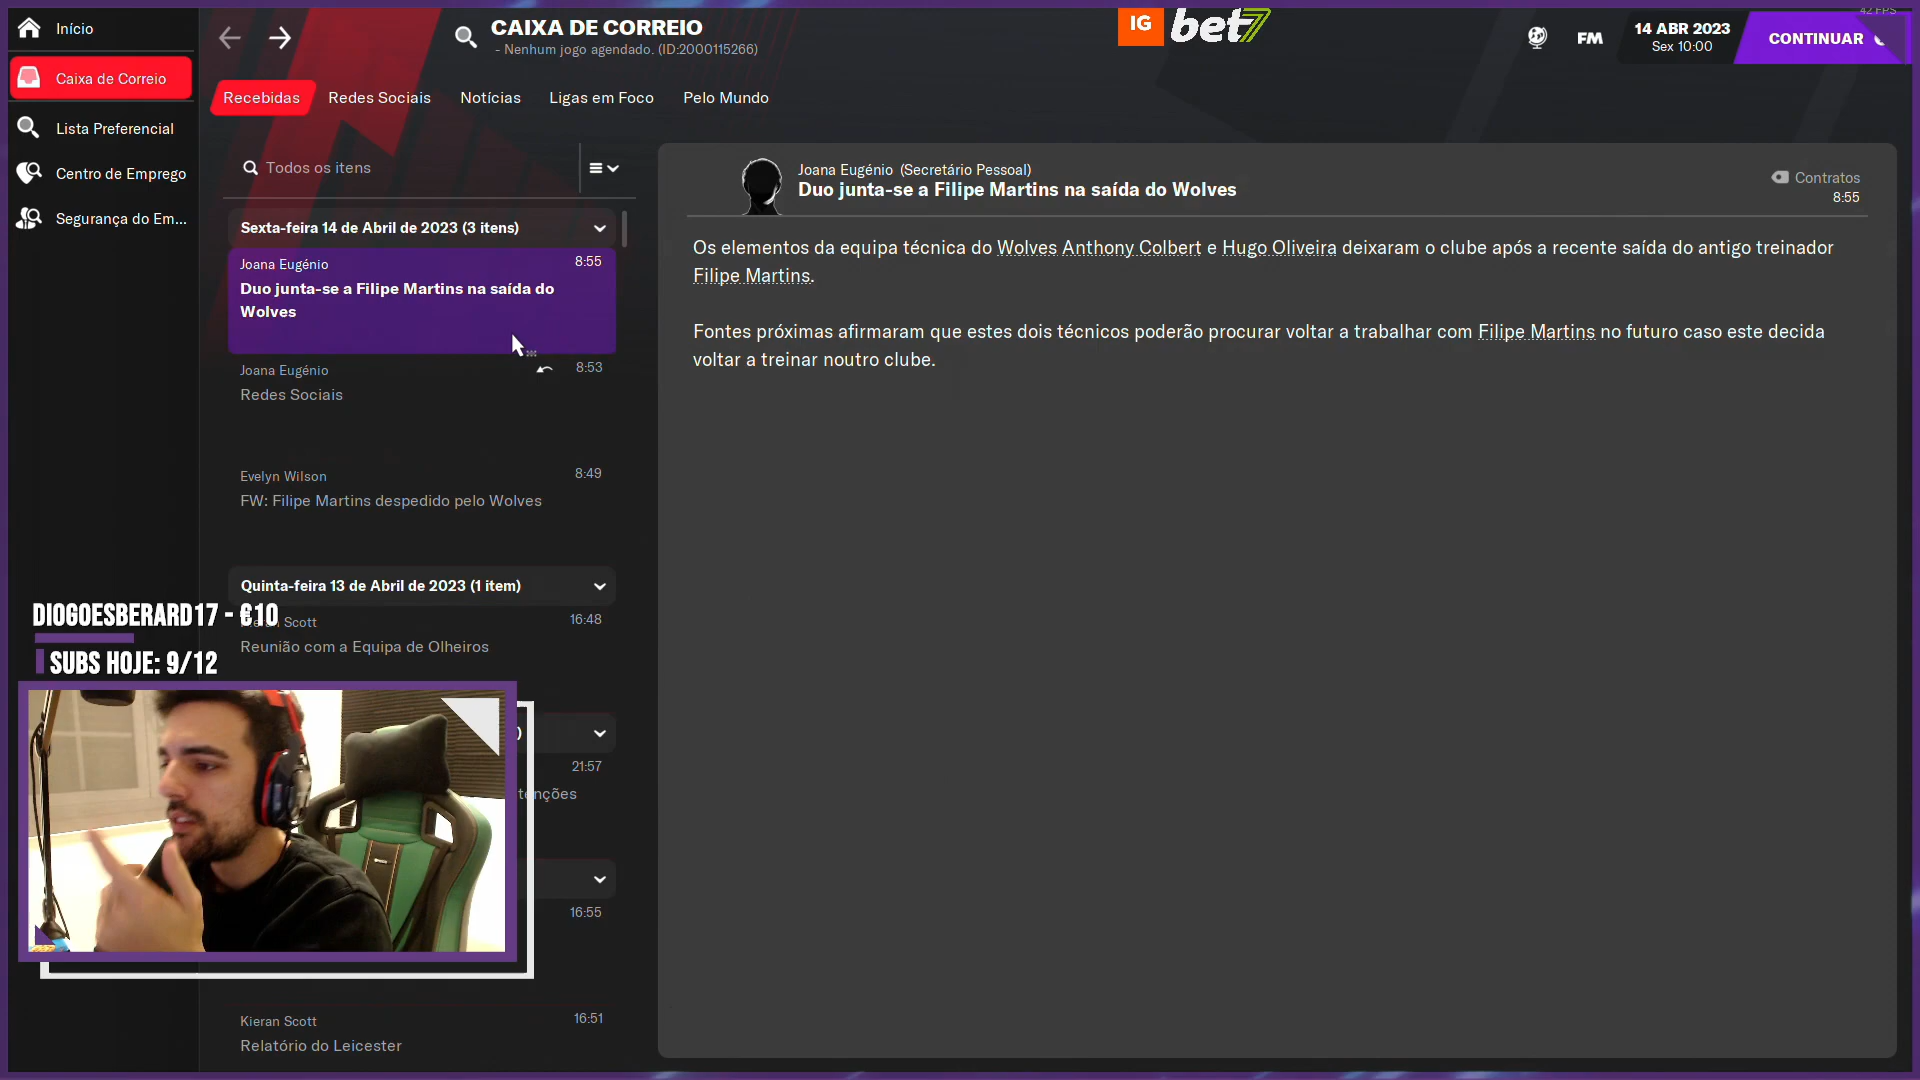 Início
Caixa de Correio
Lista Preferencial
Centro de Emprego
Segurança do Em...
CAIXA DE CORREIO
- Nenhum jogo agendado. (ID:2000115266)
IG
bet7
42 FPS
FM
14 ABR 2023
Sex 10:00
CONTINUAR
Recebidas
Redes Sociais
Notícias
Ligas em Foco
Pelo Mundo
Todos os itens
Sexta-feira 14 de Abril de 2023 (3 itens)
Joana Eugénio
8:55
Duo junta-se a Filipe Martins na saída do
Wolves
Joana Eugénio
8:53
Redes Sociais
Evelyn Wilson
8:49
FW: Filipe Martins despedido pelo Wolves
Quinta-feira 13 de Abril de 2023 (1 item)
Scott
16:48
Reunião com a Equipa de Olheiros
21:57
16:55
Kieran Scott
16:51
Relatório do Leicester
Joana Eugénio (Secretário Pessoal)
Duo junta-se a Filipe Martins na saída do Wolves
Contratos
8:55
Os elementos da equipa técnica do Wolves Anthony Colbert e Hugo Oliveira deixaram o clube após a recente saída do antigo treinador
Filipe Martins.
Fontes próximas afirmaram que estes dois técnicos poderão procurar voltar a trabalhar com Filipe Martins no futuro caso este decida
voltar a treinar noutro clube.
DIOGOESBERARD17 - €10
SUBS HOJE: 9/12